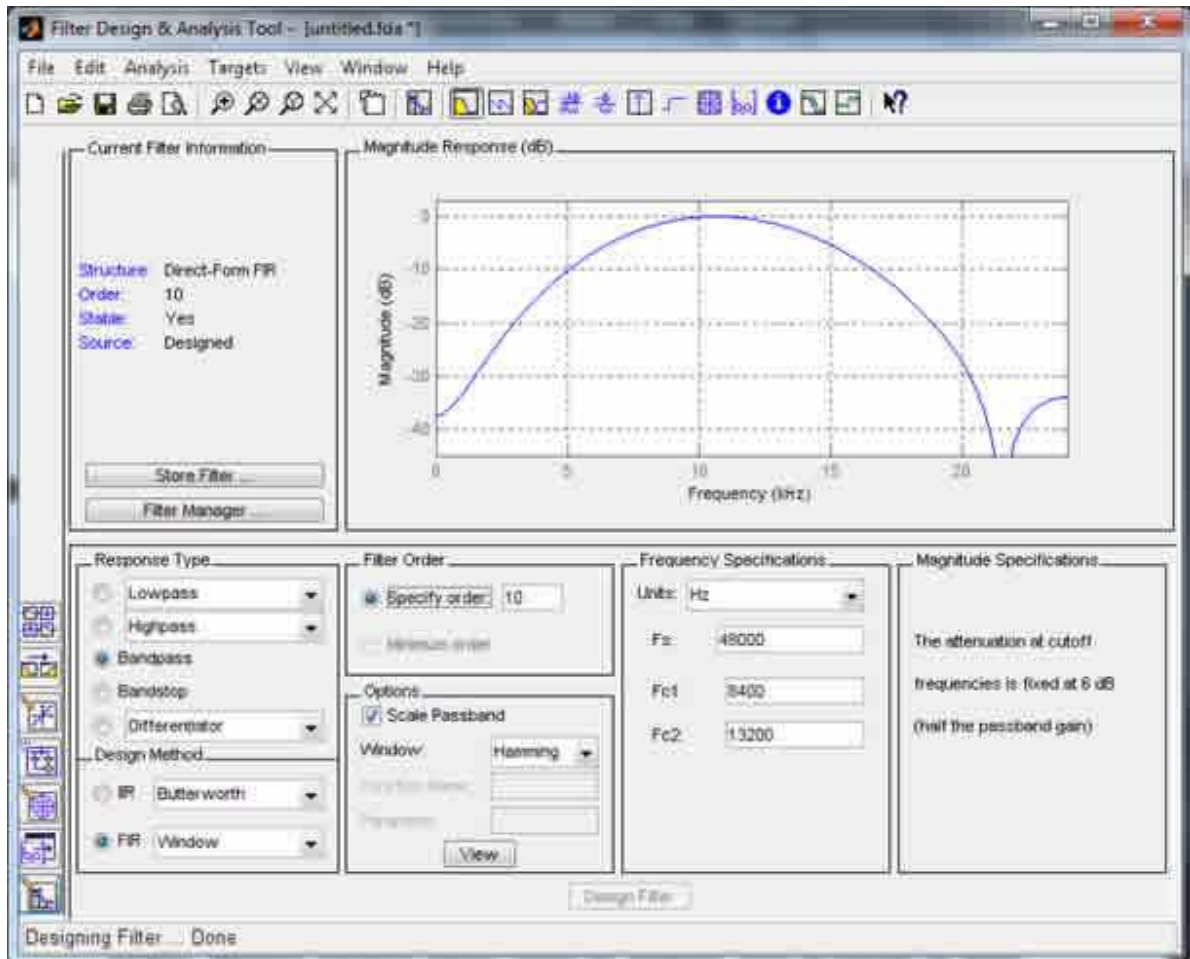 Filter Design & Analysis Tool - [untitled.fda *]
File Edit Analysis Targets View Window Help
Current Filter Information
Structure: Direct-Form FIR
Order: 10
Stable: Yes
Source: Designed
Store Filter ...
Filter Manager ...
Magnitude Response (dB)
Magnitude (dB)
0
-10
-20
-30
-40
0 5 10 15 20
Frequency (kHz)
Response Type
Lowpass
Highpass
Bandpass
Bandstop
Differentiator
Design Method
IIR Butterworth
FIR Window
Filter Order
Specify order: 10
Minimum order
Options
Scale Passband
Window: Hamming
View
Frequency Specifications
Units: Hz
Fs: 48000
Fc1: 8400
Fc2: 13200
Magnitude Specifications
The attenuation at cutoff
frequencies is fixed at 6 dB
(half the passband gain)
Design Filter
Designing Filter ... Done